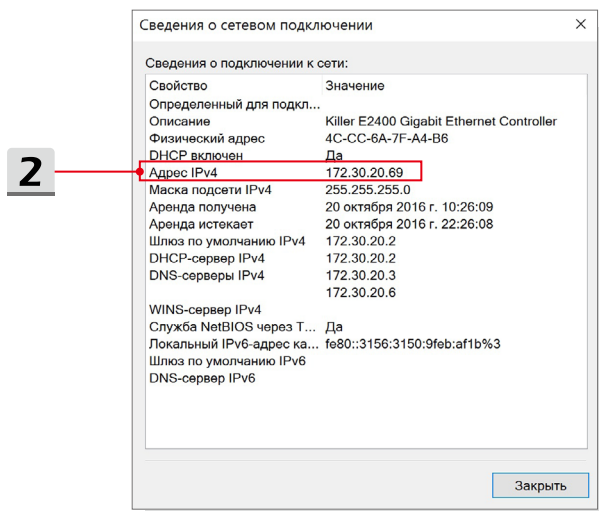 Сведения о сетевом подключении
Сведения о подключении к сети:
Свойство Значение
Определенный для подкл...
Описание Killer E2400 Gigabit Ethernet Controller
Физический адрес 4C-CC-6A-7F-A4-B6
DHCP включен Да
2 Адрес IPv4 172.30.20.69
Маска подсети IPv4 255.255.255.0
Аренда получена 20 октября 2016 г. 10:26:09
Аренда истекает 20 октября 2016 г. 22:26:08
Шлюз по умолчанию IPv4 172.30.20.2
DHCP-сервер IPv4 172.30.20.2
DNS-серверы IPv4 172.30.20.3
172.30.20.6
WINS-сервер IPv4
Служба NetBIOS через T... Да
Локальный IPv6-адрес ка... fe80::3156:3150:9feb:af1b%3
Шлюз по умолчанию IPv6
DNS-сервер IPv6
Закрыть